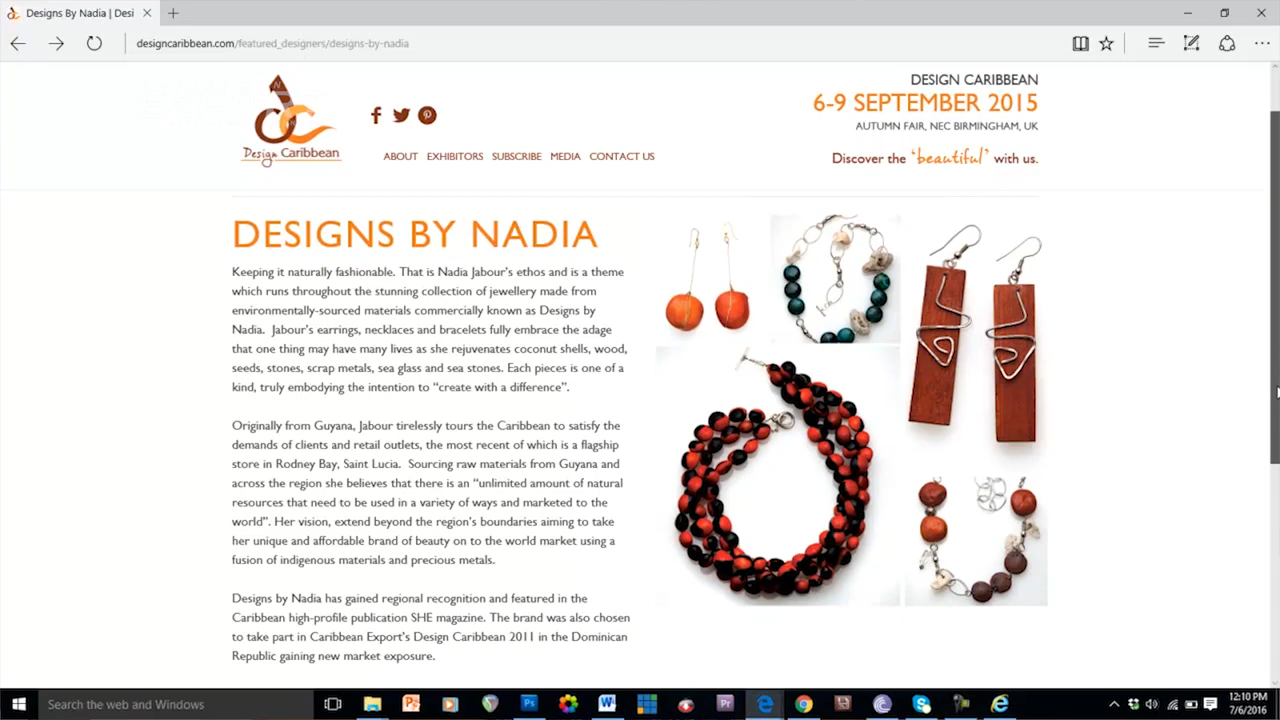 Designs By Nadia | Desi
designcaribbean.com/featured_designers/designs-by-nadia
Design Caribbean
ABOUT EXHIBITORS SUBSCRIBE MEDIA CONTACT US
DESIGN CARIBBEAN
6-9 SEPTEMBER 2015
AUTUMN FAIR, NEC BIRMINGHAM, UK
Discover the 'beautiful' with us.
DESIGNS BY NADIA
Keeping it naturally fashionable. That is Nadia Jabour's ethos and is a theme
which runs throughout the stunning collection of jewellery made from
environmentally-sourced materials commercially known as Designs by
Nadia. Jabour's earrings, necklaces and bracelets fully embrace the adage
that one thing may have many lives as she rejuvenates coconut shells, wood,
seeds, stones, scrap metals, sea glass and sea stones. Each pieces is one of a
kind, truly embodying the intention to “create with a difference”.
Originally from Guyana, Jabour tirelessly tours the Caribbean to satisfy the
demands of clients and retail outlets, the most recent of which is a flagship
store in Rodney Bay, Saint Lucia. Sourcing raw materials from Guyana and
across the region she believes that there is an “unlimited amount of natural
resources that need to be used in a variety of ways and marketed to the
world”. Her vision, extend beyond the region's boundaries aiming to take
her unique and affordable brand of beauty on to the world market using a
fusion of indigenous materials and precious metals.
Designs by Nadia has gained regional recognition and featured in the
Caribbean high-profile publication SHE magazine. The brand was also chosen
to take part in Caribbean Export's Design Caribbean 2011 in the Dominican
Republic gaining new market exposure.
Search the web and Windows
12:10 PM
7/6/2016